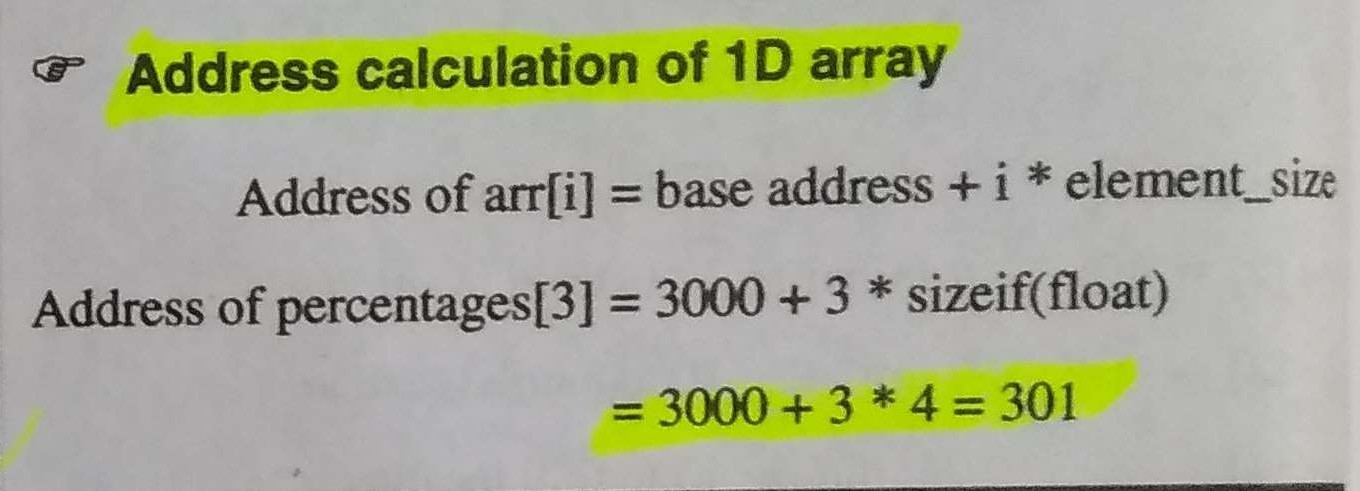 ☞ Address calculation of 1D array
Address of arr[i] = base address + i * element_size
Address of percentages[3] = 3000 + 3 * sizeif(float)
= 3000 + 3 * 4 = 301